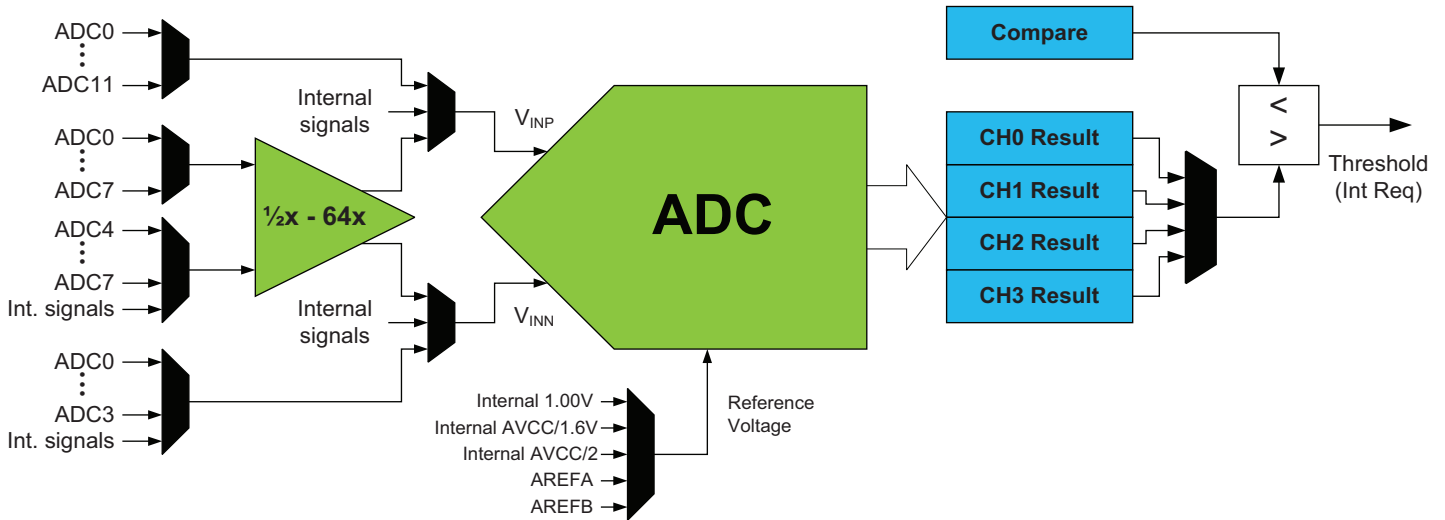 ADC0
ADC11
ADC0
ADC7
ADC4
ADC7
Int. signals
ADC0
ADC3
Int. signals
½x - 64x
Internal
signals
Internal
signals
VINP
VINN
ADC
Internal 1.00V
Internal AVCC/1.6V
Internal AVCC/2
AREFA
AREFB
Reference
Voltage
Compare
CH0 Result
CH1 Result
CH2 Result
CH3 Result
<
>
Threshold
(Int Req)